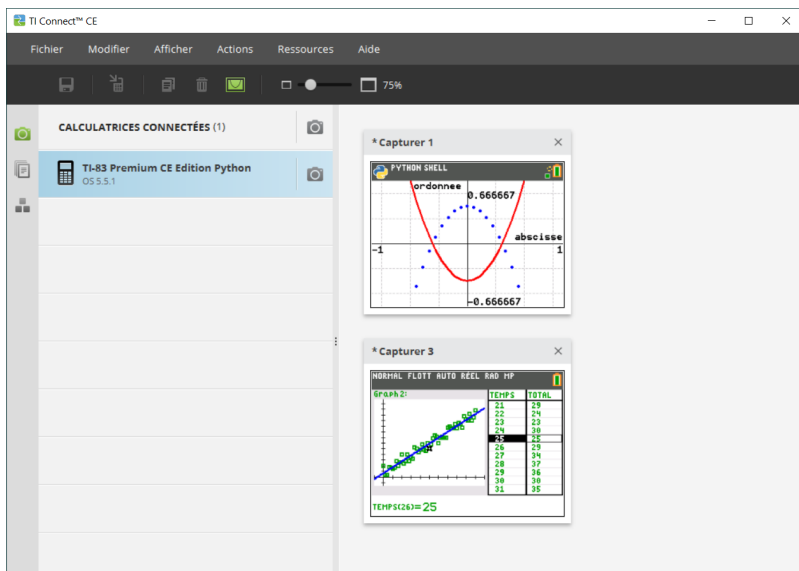 TI Connect™ CE
Fichier Modifier Afficher Actions Ressources Aide
75%
CALCULATRICES CONNECTÉES (1)
TI-83 Premium CE Edition Python
OS 5.5.1
* Capturer 1
PYTHON SHELL
ordonnee
0.666667
abscisse
-1 1
-0.666667
* Capturer 3
NORMAL FLOTT AUTO RÉEL RAD MP
Graph2:
TEMPS TOTAL
21 29
22 24
23 23
24 30
25 25
26 29
27 34
28 37
29 36
30 30
31 35
TEMPS(26)=25